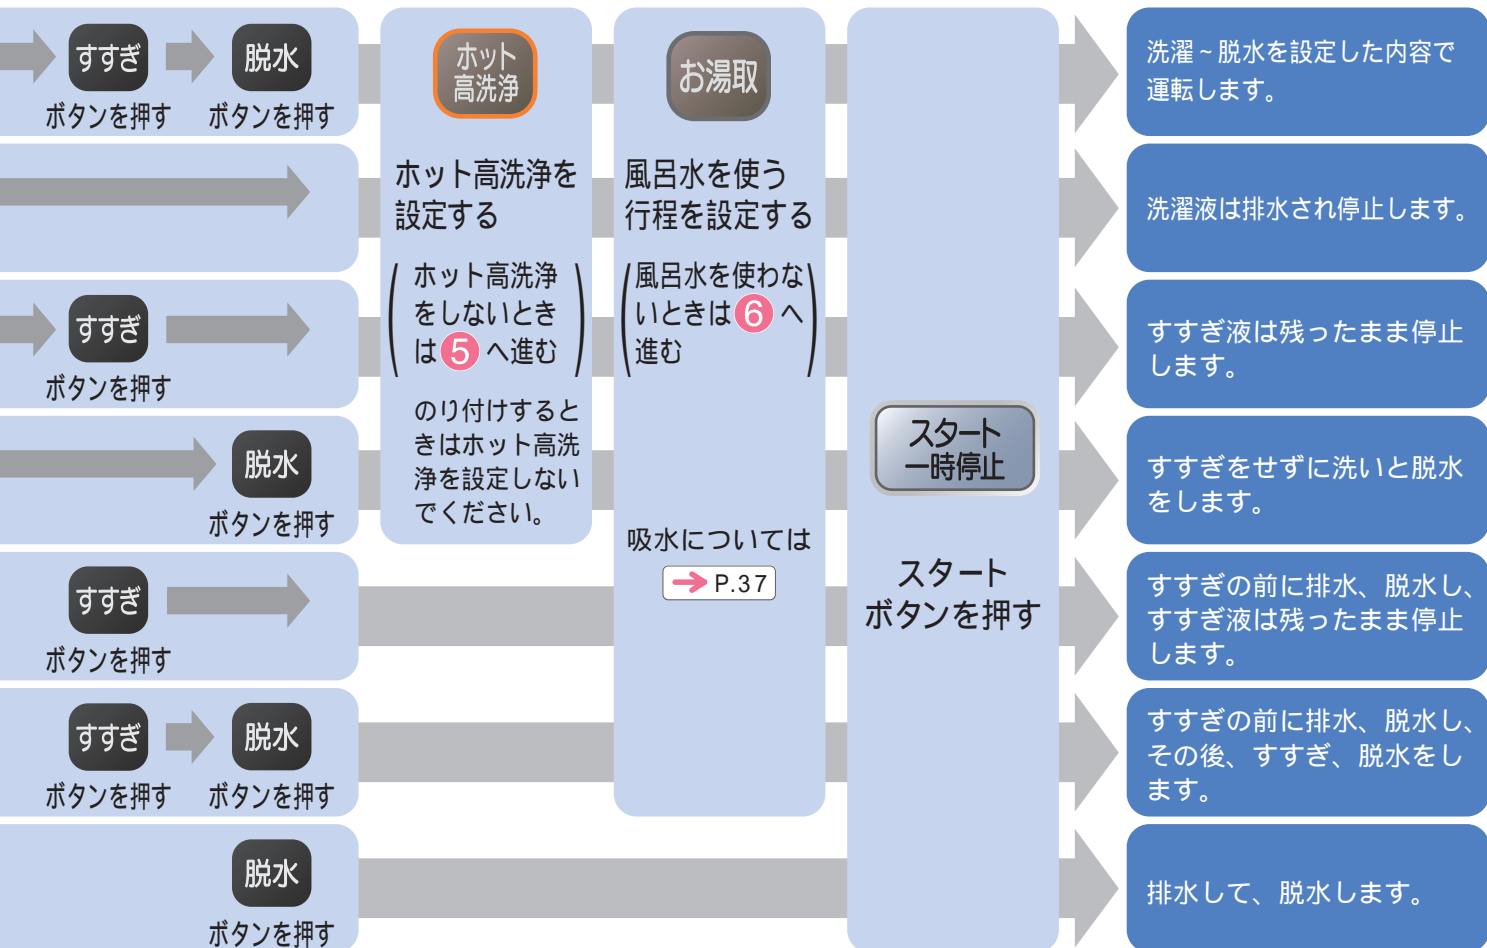 すすぎ
ボタンを押す
脱水
ボタンを押す
すすぎ
ボタンを押す
脱水
ボタンを押す
すすぎ
ボタンを押す
すすぎ
ボタンを押す
脱水
ボタンを押す
脱水
ボタンを押す
ホット
高洗浄
ホット高洗浄を
設定する
ホット高洗浄
をしないとき
は5へ進む
のり付けすると
きはホット高洗
浄を設定しない
でください。
お湯取
風呂水を使う
行程を設定する
風呂水を使わな
いときは6へ
進む
吸水については
→ P.37
スタート
一時停止
スタート
ボタンを押す
洗濯~脱水を設定した内容で
運転します。
洗濯液は排水され停止します。
すすぎ液は残ったまま停止
します。
すすぎをせずに洗いと脱水
をします。
すすぎの前に排水、脱水し、
すすぎ液は残ったまま停止
します。
すすぎの前に排水、脱水し、
その後、すすぎ、脱水をし
ます。
排水して、脱水します。